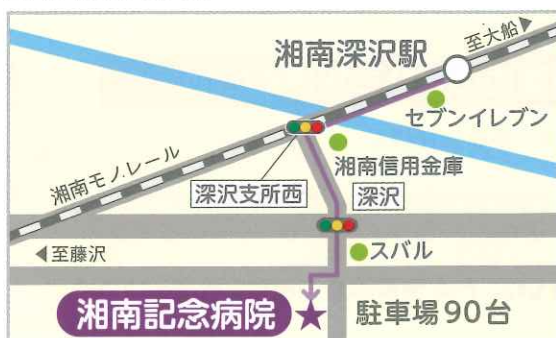 至大船
湘南深沢駅
セブンイレブン
湘南モノレール
湘南信用金庫
深沢支所西
深沢
至藤沢
スバル
湘南記念病院
駐車場90台